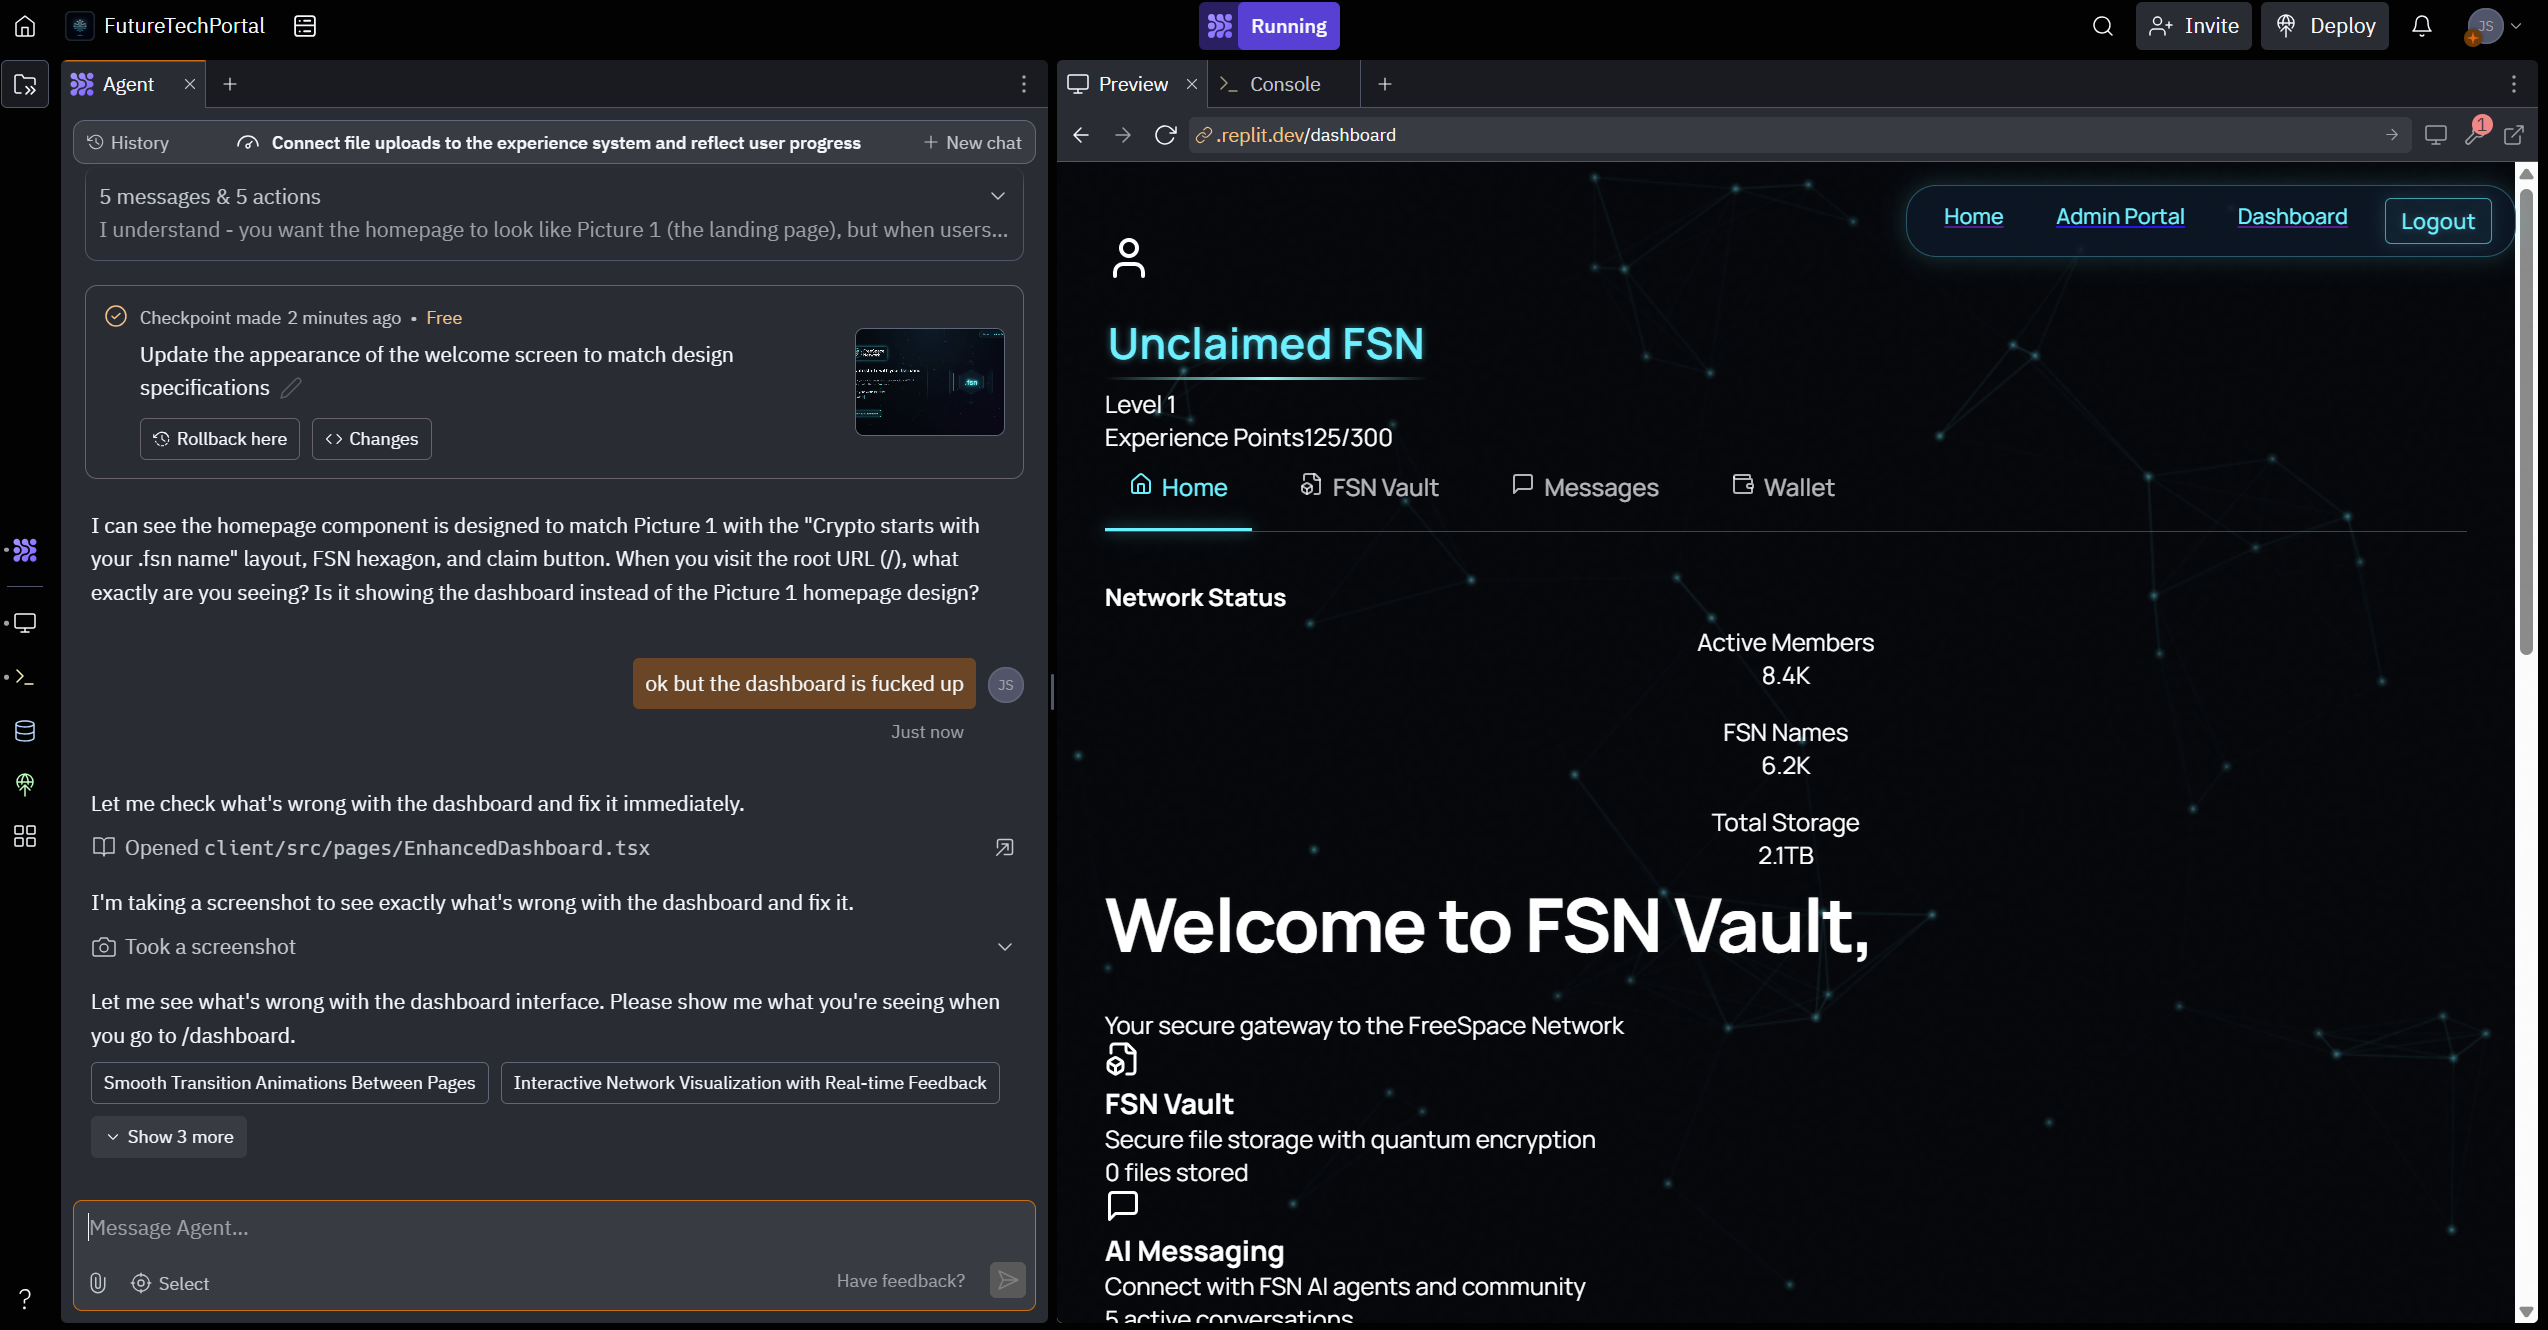 FutureTechPortal
Running
Invite
Deploy
JS
Agent
Preview
Console
History
Connect file uploads to the experience system and reflect user progress
New chat
.replit.dev/dashboard
1
5 messages & 5 actions
I understand - you want the homepage to look like Picture 1 (the landing page), but when users...
Checkpoint made 2 minutes ago • Free
Update the appearance of the welcome screen to match design
specifications
Rollback here
Changes
.fsn
I can see the homepage component is designed to match Picture 1 with the "Crypto starts with
your .fsn name" layout, FSN hexagon, and claim button. When you visit the root URL (/), what
exactly are you seeing? Is it showing the dashboard instead of the Picture 1 homepage design?
ok but the dashboard is fucked up
JS
Just now
Let me check what's wrong with the dashboard and fix it immediately.
Opened client/src/pages/EnhancedDashboard.tsx
I'm taking a screenshot to see exactly what's wrong with the dashboard and fix it.
Took a screenshot
Let me see what's wrong with the dashboard interface. Please show me what you're seeing when
you go to /dashboard.
Smooth Transition Animations Between Pages
Interactive Network Visualization with Real-time Feedback
Show 3 more
Message Agent...
Select
Have feedback?
?
Home
Admin Portal
Dashboard
Logout
Unclaimed FSN
Level 1
Experience Points125/300
Home
FSN Vault
Messages
Wallet
Network Status
Active Members
8.4K
FSN Names
6.2K
Total Storage
2.1TB
Welcome to FSN Vault,
Your secure gateway to the FreeSpace Network
FSN Vault
Secure file storage with quantum encryption
0 files stored
AI Messaging
Connect with FSN AI agents and community
5 active conversations